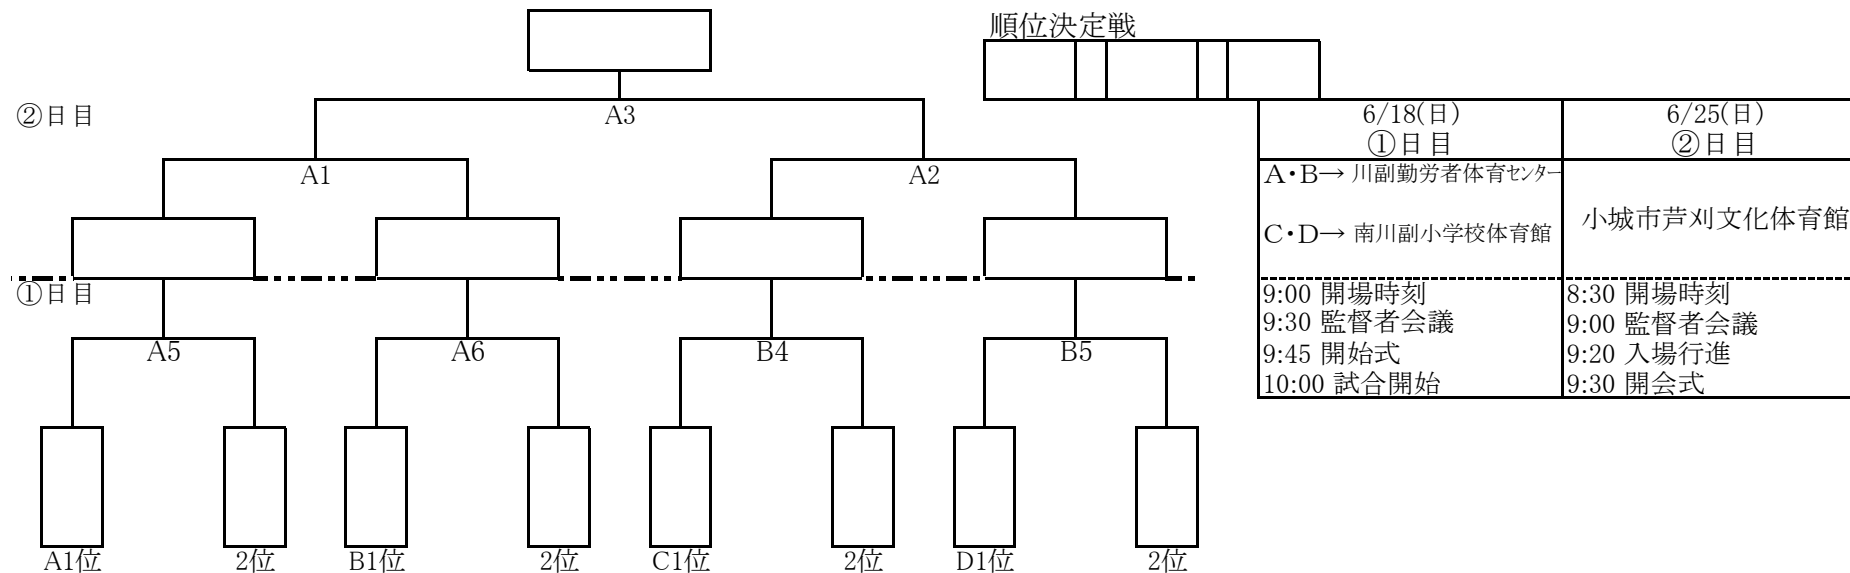 順位決定戦
②日目
A3
6/18(日)
①日目
6/25(日)
②日目
A1
A2
A・B→ 川副勤労者体育センター
C・D→ 南川副小学校体育館
小城市芦刈文化体育館
①日目
9:00 開場時刻
9:30 監督者会議
9:45 開始式
10:00 試合開始
8:30 開場時刻
9:00 監督者会議
9:20 入場行進
9:30 開会式
A5
A6
B4
B5
A1位
2位
B1位
2位
C1位
2位
D1位
2位